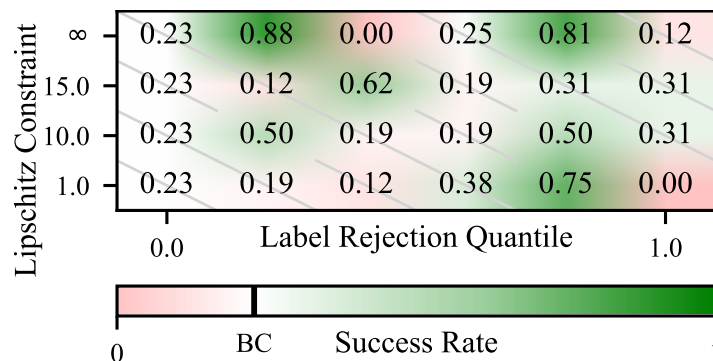 Lipschitz Constraint
∞ 0.23 0.88 0.00 0.25 0.81 0.12
15.0 0.23 0.12 0.62 0.19 0.31 0.31
10.0 0.23 0.50 0.19 0.19 0.50 0.31
1.0 0.23 0.19 0.12 0.38 0.75 0.00
0.0 Label Rejection Quantile 1.0
0 BC Success Rate